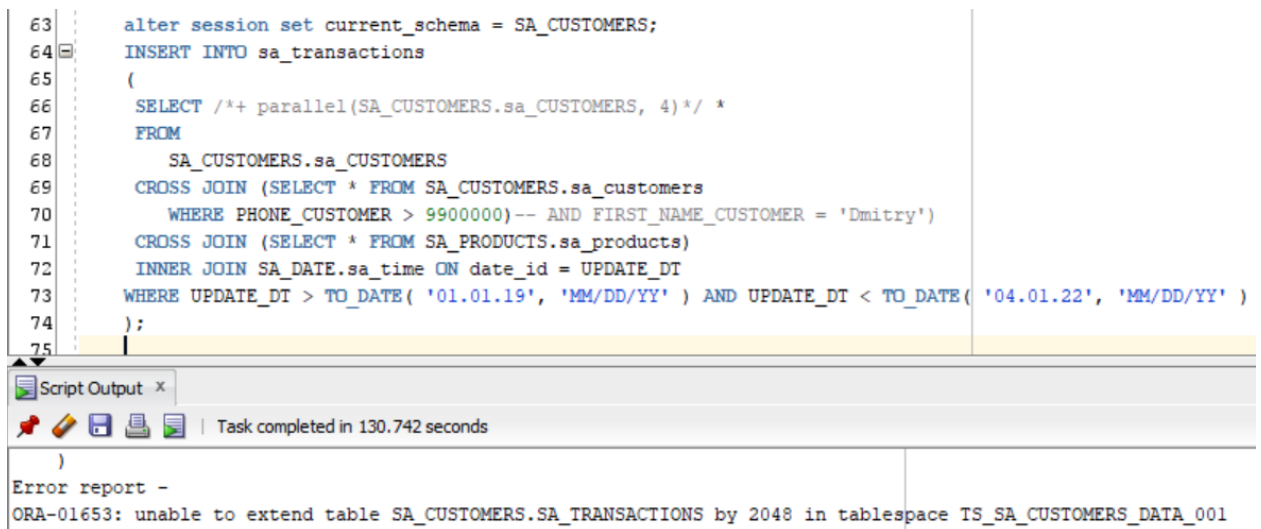 63 alter session set current_schema = SA_CUSTOMERS;
64 INSERT INTO sa_transactions
65 (
66 SELECT /*+ parallel(SA_CUSTOMERS.sa_CUSTOMERS, 4)*/ *
67 FROM
68 SA_CUSTOMERS.sa_CUSTOMERS
69 CROSS JOIN (SELECT * FROM SA_CUSTOMERS.sa_customers
70 WHERE PHONE_CUSTOMER > 9900000)-- AND FIRST_NAME_CUSTOMER = 'Dmitry')
71 CROSS JOIN (SELECT * FROM SA_PRODUCTS.sa_products)
72 INNER JOIN SA_DATE.sa_time ON date_id = UPDATE_DT
73 WHERE UPDATE_DT > TO_DATE( '01.01.19', 'MM/DD/YY' ) AND UPDATE_DT < TO_DATE( '04.01.22', 'MM/DD/YY' )
74 );
75
Script Output x
Task completed in 130.742 seconds
)
Error report -
ORA-01653: unable to extend table SA_CUSTOMERS.SA_TRANSACTIONS by 2048 in tablespace TS_SA_CUSTOMERS_DATA_001